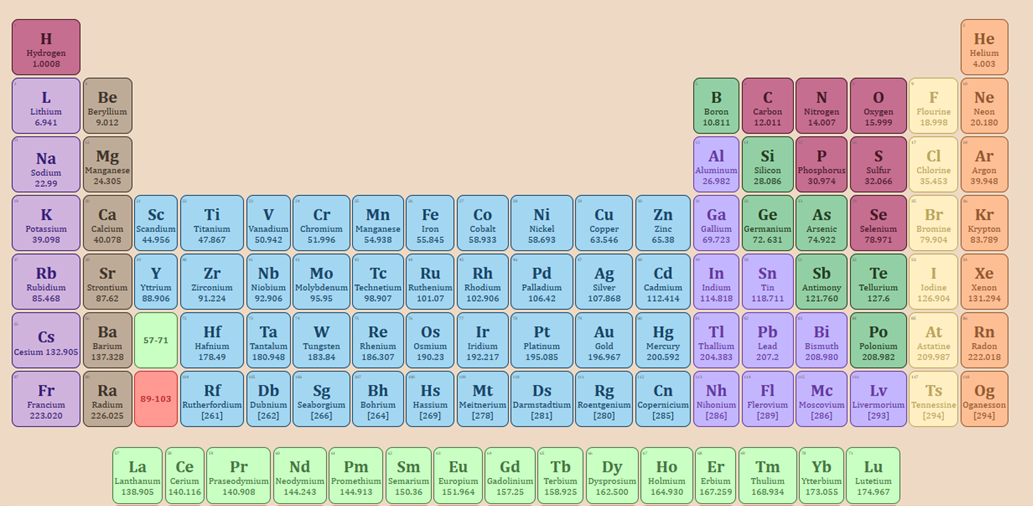 H He
Hydrogen Helium
1.0008 4.003
L Be B C N O F Ne
Lithium Beryllium Boron Carbon Nitrogen Oxygen Flourine Neon
6.941 9.012 10.811 12.011 14.007 15.999 18.998 20.180
Na Mg Al Si P S Cl Ar
Sodium Manganese Aluminum Silicon Phosphorus Sulfur Chlorine Argon
22.99 24.305 26.982 28.086 30.974 32.066 35.453 39.948
K Ca Sc Ti V Cr Mn Fe Co Ni Cu Zn Ga Ge As Se Br Kr
Potassium Calcium Scandium Titanium Vanadium Chromium Manganese Iron Cobalt Nickel Copper Zinc Gallium Germanium Arsenic Selenium Bromine Krypton
39.098 40.078 44.956 47.867 50.942 51.996 54.938 55.845 58.933 58.693 63.546 65.38 69.723 72. 631 74.922 78.971 79.904 83.789
Rb Sr Y Zr Nb Mo Tc Ru Rh Pd Ag Cd In Sn Sb Te I Xe
Rubidium Strontium Yttrium Zirconium Niobium Molybdenum Technetium Ruthenium Rhodium Palladium Silver Cadmium Indium Tin Antimony Tellurium Iodine Xenon
85.468 87.62 88.906 91.224 92.906 95.95 98.907 101.07 102.906 106.42 107.868 112.414 114.818 118.711 121.760 127.6 126.904 131.294
Cs Ba 57-71 Hf Ta W Re Os Ir Pt Au Hg Tl Pb Bi Po At Rn
Cesium 132.905 Barium Hafnium Tantalum Tungsten Rhenium Osmium Iridium Platinum Gold Mercury Thallium Lead Bismuth Polonium Astatine Radon
137.328 178.49 180.948 183.84 186.307 190.23 192.217 195.085 196.967 200.592 204.383 207.2 208.980 208.982 209.987 222.018
Fr Ra 89-103 Rf Db Sg Bh Hs Mt Ds Rg Cn Nh Fl Mc Lv Ts Og
Francium Radium Rutherfordium Dubnium Seaborgium Bohrium Hassium Meitnerium Darmstadtium Roentgenium Copernicium Nihonium Flerovium Moscovium Livermorium Tennessine Oganesson
223.020 226.025 [261] [262] [266] [264] [269] [278] [281] [280] [285] [286] [289] [286] [293] [294] [294]
La Ce Pr Nd Pm Sm Eu Gd Tb Dy Ho Er Tm Yb Lu
Lanthanum Cerium Praseodymium Neodymium Promethium Semarium Europium Gadolinium Terbium Dysprosium Holmium Erbium Thulium Ytterbium Lutetium
138.905 140.116 140.908 144.243 144.913 150.36 151.964 157.25 158.925 162.500 164.930 167.259 168.934 173.055 174.967